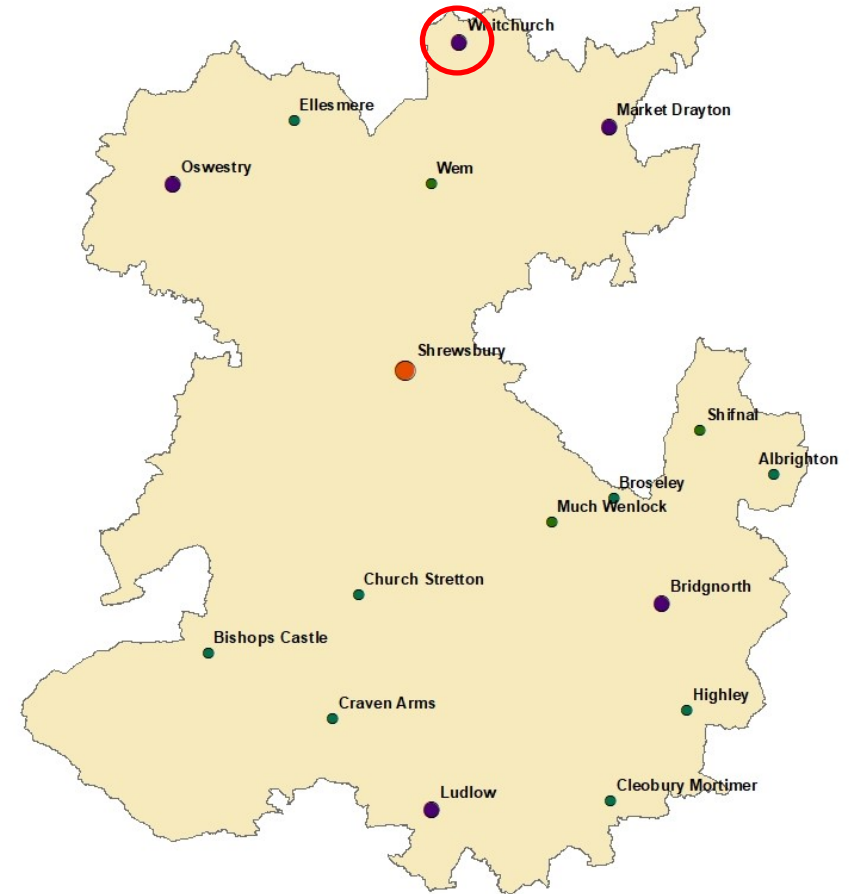 Whitchurch
Ellesmere
Market Drayton
Oswestry
Wem
Shrewsbury
Shifnal
Albrighton
Broseley
Much Wenlock
Church Stretton
Bridgnorth
Bishops Castle
Highley
Craven Arms
Cleobury Mortimer
Ludlow